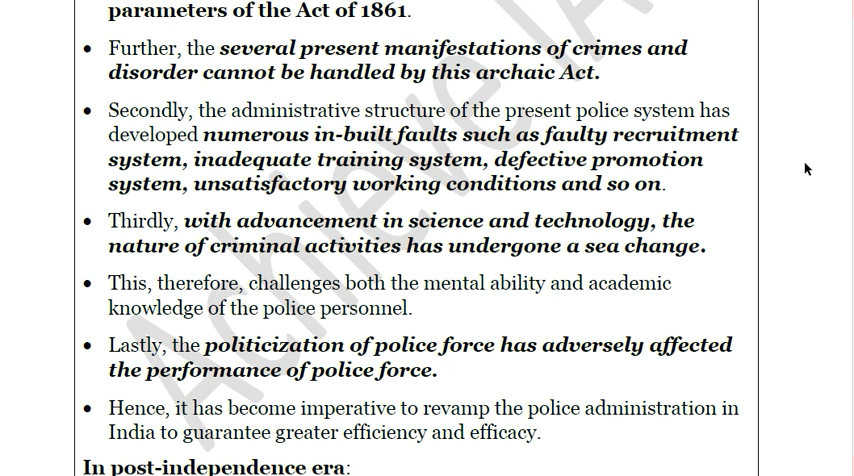 parameters of the Act of 1861.
• Further, the several present manifestations of crimes and
disorder cannot be handled by this archaic Act.
• Secondly, the administrative structure of the present police system has
developed numerous in-built faults such as faulty recruitment
system, inadequate training system, defective promotion
system, unsatisfactory working conditions and so on.
• Thirdly, with advancement in science and technology, the
nature of criminal activities has undergone a sea change.
• This, therefore, challenges both the mental ability and academic
knowledge of the police personnel.
• Lastly, the politicization of police force has adversely affected
the performance of police force.
• Hence, it has become imperative to revamp the police administration in
India to guarantee greater efficiency and efficacy.
In post-independence era:
Achieve IA